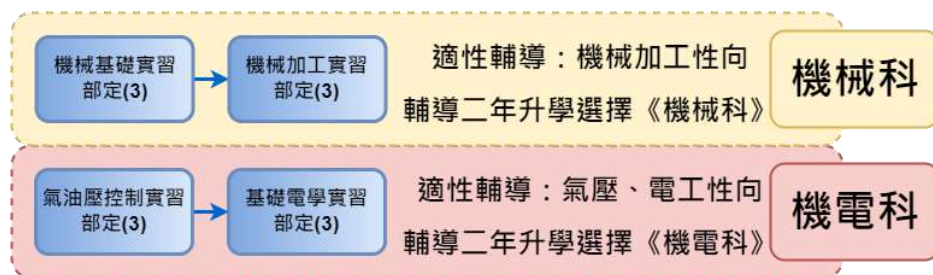 機械基礎實習
部定(3)
機械加工實習
部定(3)
適性輔導：機械加工性向
輔導二年升學選擇《機械科》
機械科
氣油壓控制實習
部定(3)
基礎電學實習
部定(3)
適性輔導：氣壓、電工性向
輔導二年升學選擇《機電科》
機電科